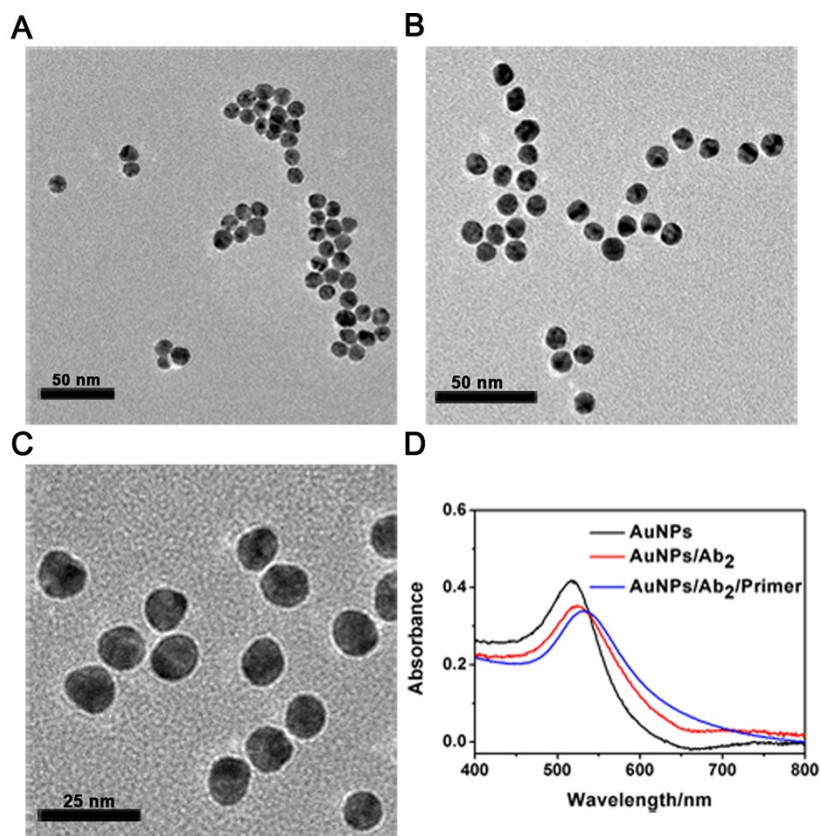 A
B
50 nm
50 nm
C
D
25 nm
0.6
0.4
0.2
0.0
Absorbance
AuNPs
AuNPs/Ab₂
AuNPs/Ab₂/Primer
400 500 600 700 800
Wavelength/nm